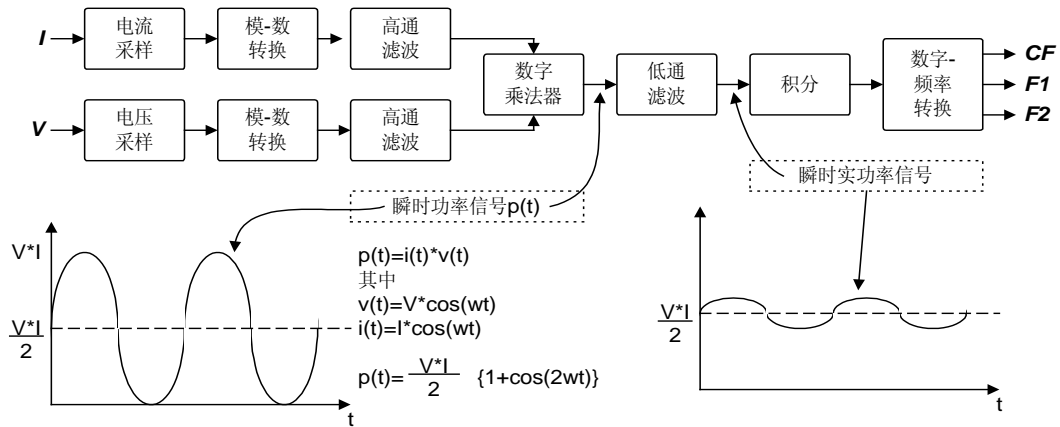 I
电流
采样
模-数
转换
高通
滤波
V
电压
采样
模-数
转换
高通
滤波
数字
乘法器
低通
滤波
积分
数字-
频率
转换
CF
F1
F2
瞬时功率信号p(t)
瞬时实功率信号
V*I
V*I
2
t
p(t)=i(t)*v(t)
其中
v(t)=V*cos(wt)
i(t)=I*cos(wt)
p(t)= V*I
2 {1+cos(2wt)}
V*I
2
t